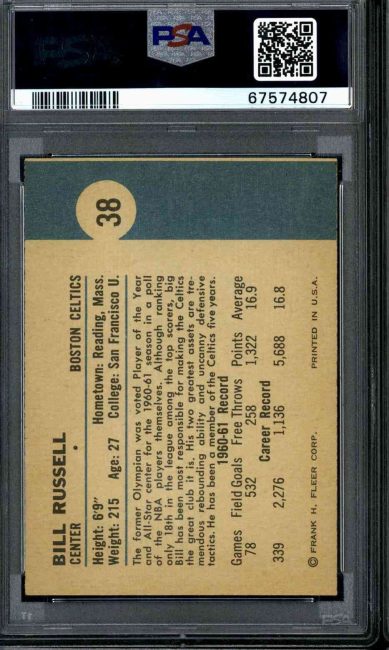 PSA
67574807
38
BILL RUSSELL
CENTER • BOSTON CELTICS
Height: 6'9" Hometown: Reading, Mass.
Weight: 215 Age: 27 College: San Francisco U.
The former Olympian was voted Player of the Year
and All-Star center for the 1960-61 season in a poll
of the NBA players themselves. Although ranking
only 18th in the league among the top scorers, big
Bill has been most responsible for making the Celtics
the great club it is. His two greatest assets are tre-
mendous rebounding ability and uncanny defensive
tactics. He has been a member of the Celtics five years.
1960-61 Record
Games Field Goals Free Throws Points Average
78 532 258 1,322 16.9
Career Record
339 2,276 1,136 5,688 16.8
© FRANK H. FLEER CORP. PRINTED IN U.S.A.
PSA